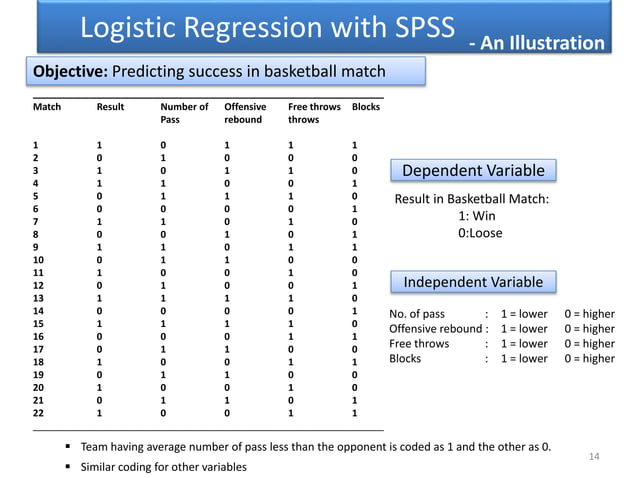 Logistic Regression with SPSS
- An Illustration
Objective: Predicting success in basketball match
Match Result Number of Pass Offensive rebound Free throws throws Blocks
1 1 0 1 1 1
2 0 1 0 0 0
3 1 0 1 1 0
4 1 1 0 0 1
5 0 1 1 1 0
6 0 0 0 0 1
7 1 1 0 1 0
8 0 0 1 0 1
9 1 1 0 1 1
10 0 1 1 0 0
11 1 0 0 1 0
12 0 1 0 0 1
13 1 1 1 1 0
14 0 0 0 0 1
15 1 1 1 1 0
16 0 0 0 1 1
17 0 1 1 0 0
18 1 0 0 1 1
19 0 1 1 0 0
20 1 0 0 1 0
21 0 1 1 0 1
22 1 0 0 1 1
Dependent Variable
Result in Basketball Match:
1: Win
0:Loose
Independent Variable
No. of pass : 1 = lower 0 = higher
Offensive rebound : 1 = lower 0 = higher
Free throws : 1 = lower 0 = higher
Blocks : 1 = lower 0 = higher
▪ Team having average number of pass less than the opponent is coded as 1 and the other as 0.
▪ Similar coding for other variables
14